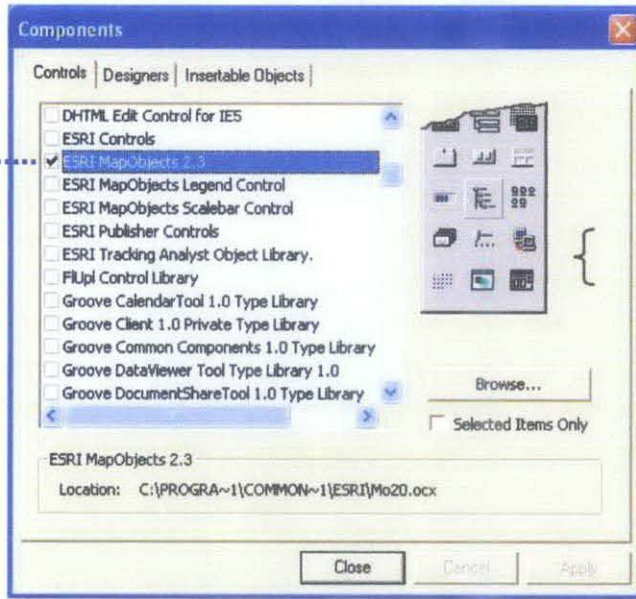 Components
Controls | Designers | Insertable Objects |
DHTML Edit Control for IE5
ESRI Controls
ESRI MapObjects 2.3
ESRI MapObjects Legend Control
ESRI MapObjects Scalebar Control
ESRI Publisher Controls
ESRI Tracking Analyst Object Library.
FlUpl Control Library
Groove CalendarTool 1.0 Type Library
Groove Client 1.0 Private Type Library
Groove Common Components 1.0 Type Library
Groove DataViewer Tool Type Library 1.0
Groove DocumentShareTool 1.0 Type Library
Browse...
Selected Items Only
ESRI MapObjects 2.3
Location: C:\PROGRA~1\COMMON~1\ESRI\Mo20.ocx
Close
Cancel
Apply